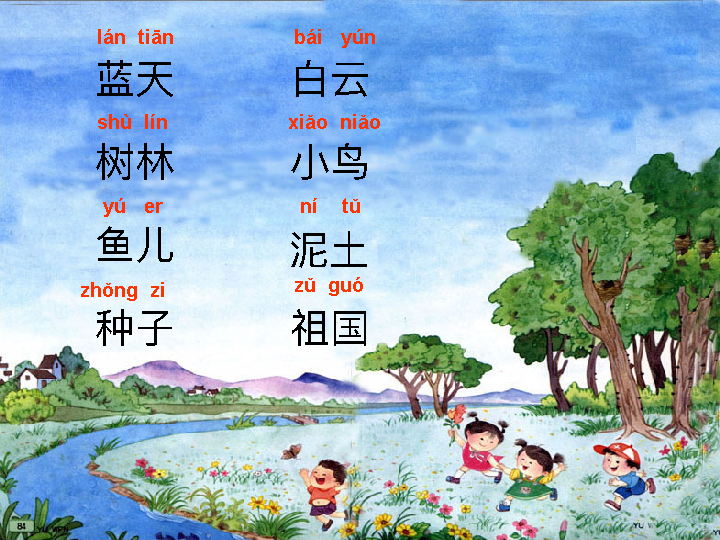 lán tiān bái yún
蓝天 白云
shù lín xiǎo niǎo
树林 小鸟
yú er ní tǔ
鱼儿 泥土
zhǒng zi zǔ guó
种子 祖国
84